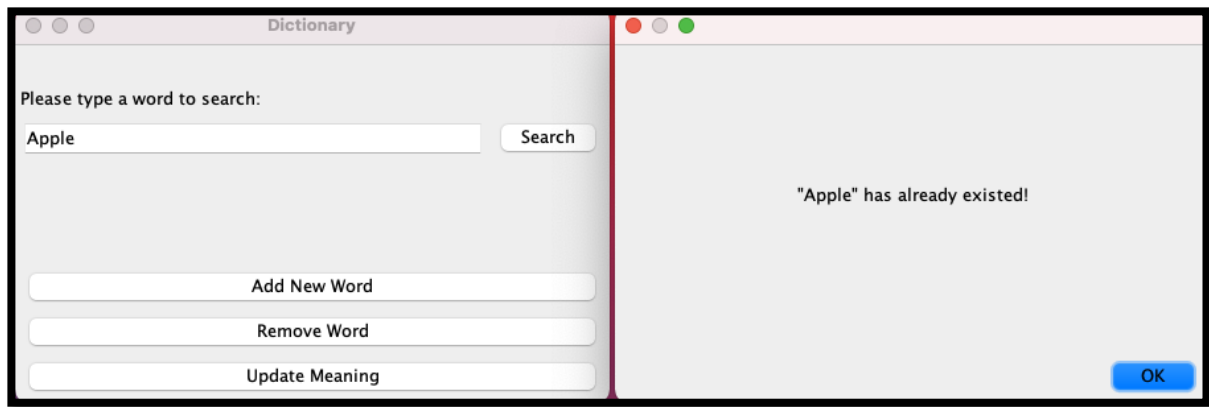 Dictionary
Please type a word to search:
Apple
Search
Add New Word
Remove Word
Update Meaning
"Apple" has already existed!
OK